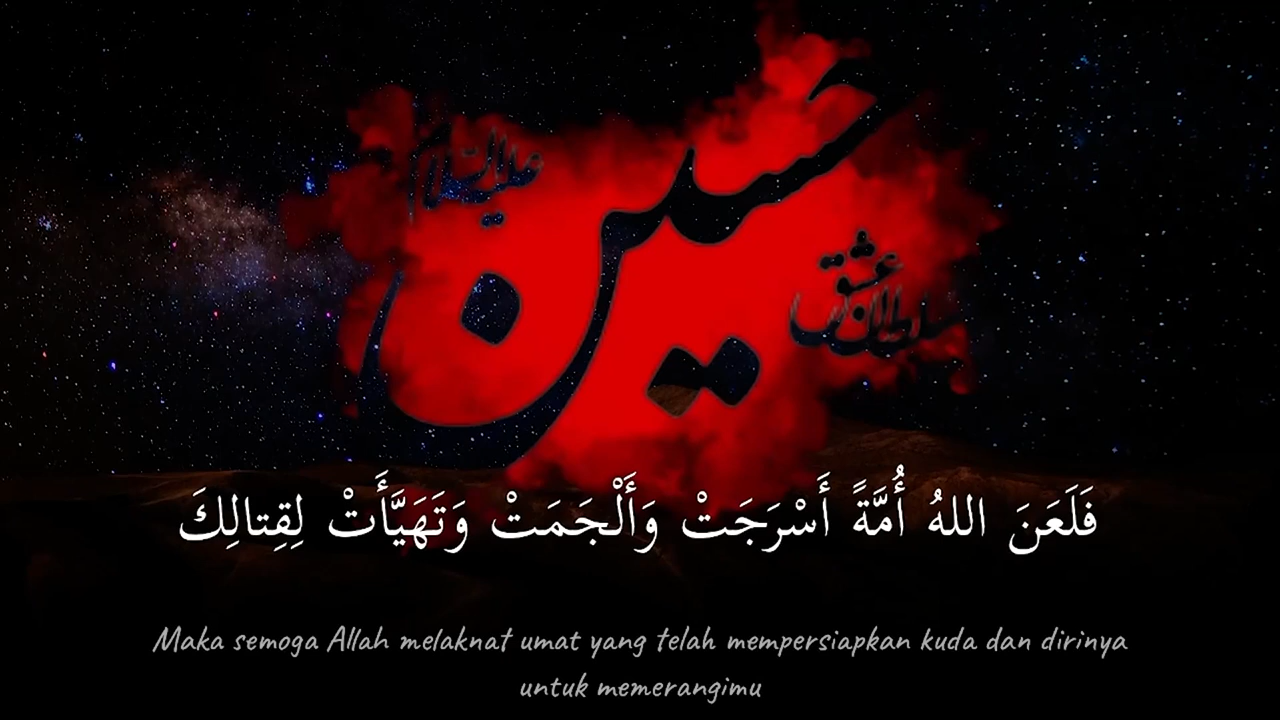 حسین
علیه السلام
سلطان عشق
فَلَعَنَ اللهُ أُمَّةً أَسْرَجَتْ وَأَلْجَمَتْ وَتَهَيَّأَتْ لِقِتالِكَ
Maka semoga Allah melaknat umat yang telah mempersiapkan kuda dan dirinya
untuk memerangimu